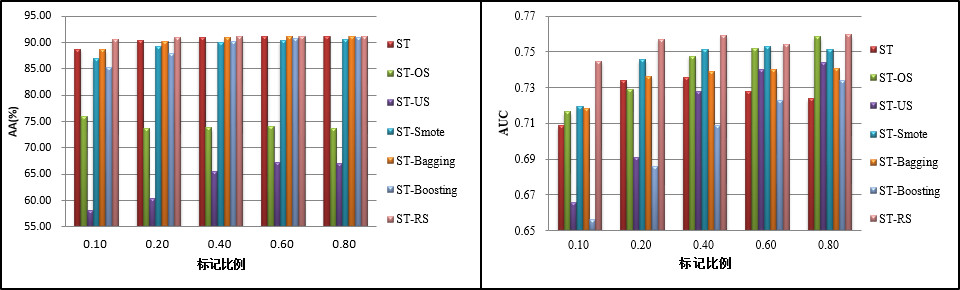 AA(%)
95.00
90.00
85.00
80.00
75.00
70.00
65.00
60.00
55.00
0.10 0.20 0.40 0.60 0.80
标记比例
ST
ST-OS
ST-US
ST-Smote
ST-Bagging
ST-Boosting
ST-RS
AUC
0.77
0.75
0.73
0.71
0.69
0.67
0.65
0.10 0.20 0.40 0.60 0.80
标记比例
ST
ST-OS
ST-US
ST-Smote
ST-Bagging
ST-Boosting
ST-RS